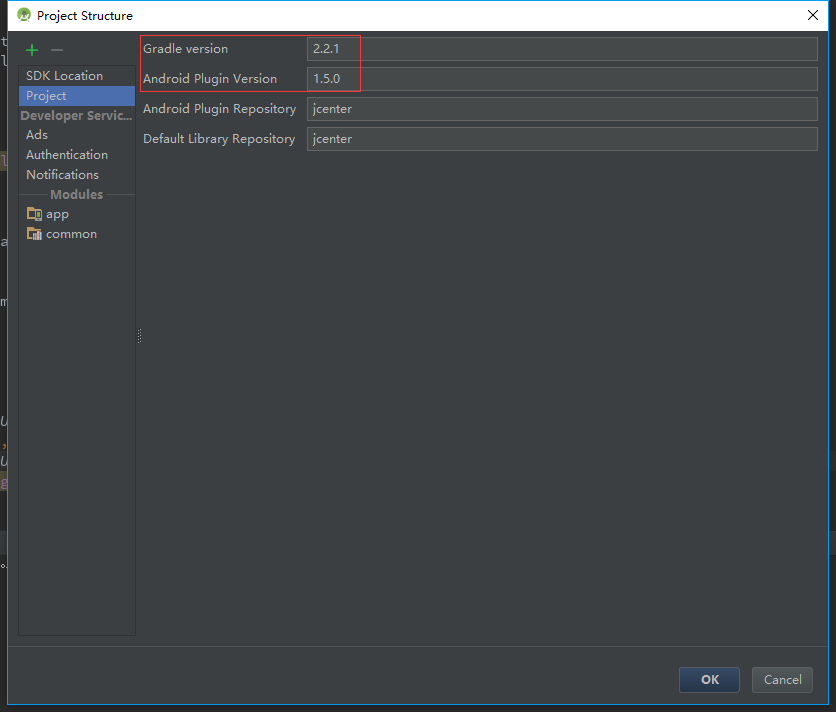 Project Structure
Gradle version 2.2.1
SDK Location
Android Plugin Version 1.5.0
Project
Android Plugin Repository jcenter
Developer Servic...
Ads
Default Library Repository jcenter
Authentication
Notifications
Modules
app
common
OK Cancel